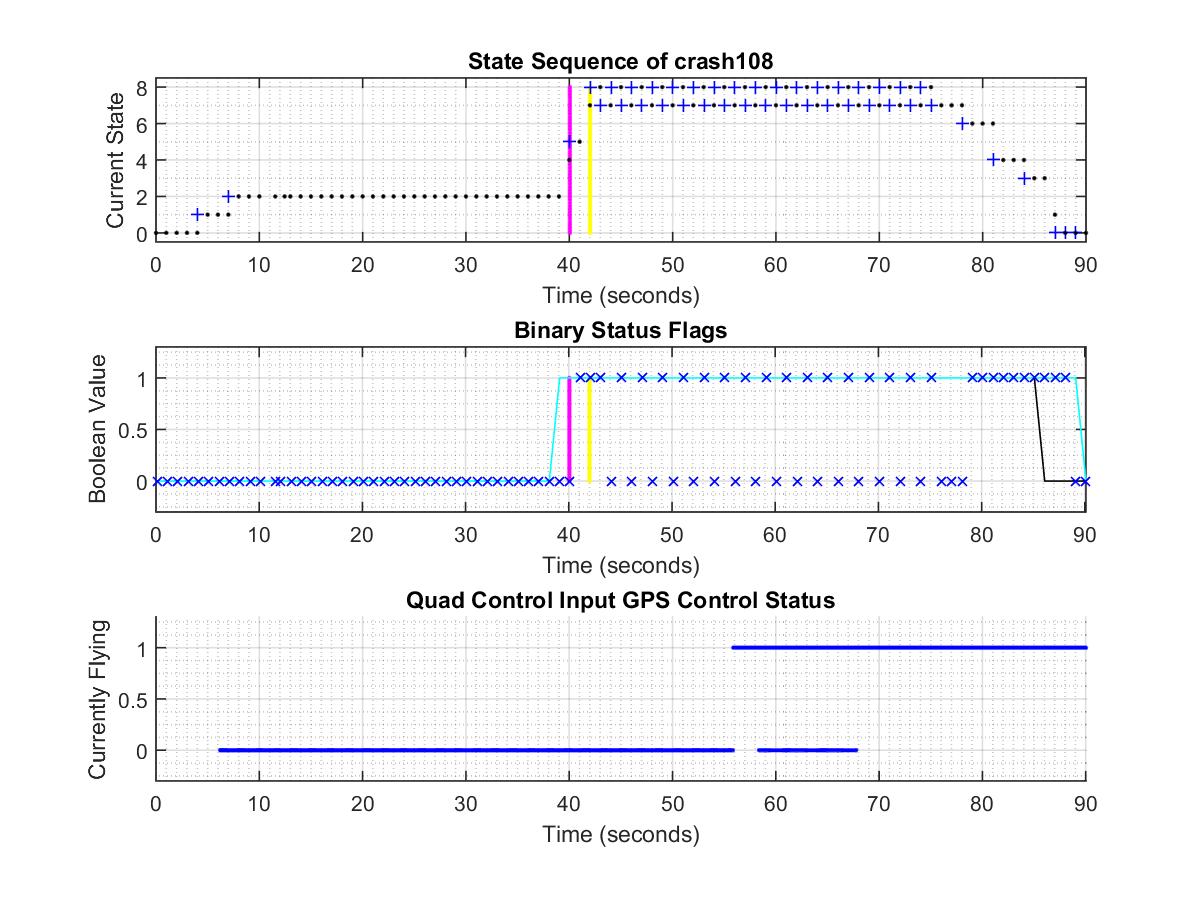 State Sequence of crash108
Current State
8
6
4
2
0
0 10 20 30 40 50 60 70 80 90
Time (seconds)
Binary Status Flags
Boolean Value
1
0.5
0
0 10 20 30 40 50 60 70 80 90
Time (seconds)
Quad Control Input GPS Control Status
Currently Flying
1
0.5
0
0 10 20 30 40 50 60 70 80 90
Time (seconds)